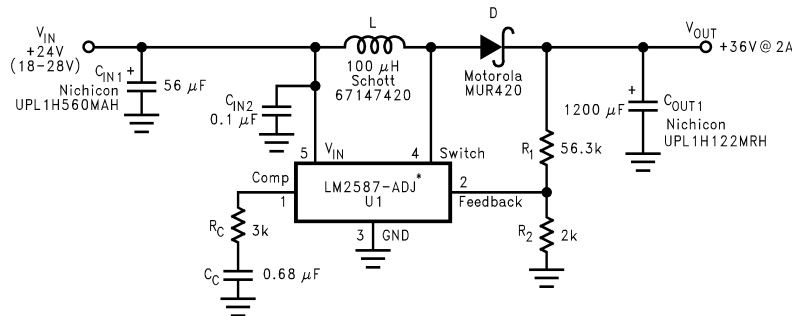 V_IN
+24V
(18-28V)
C_IN1 +
Nichicon
UPL1H560MAH
56 μF
L
100 μH
Schott
67147420
D
Motorola
MUR420
V_OUT
+36V@2A
C_IN2
0.1 μF
5 V_IN
4 Switch
Comp
1
LM2587-ADJ*
U1
2
Feedback
3 GND
R_C
3k
C_C
0.68 μF
R_1
56.3k
R_2
2k
+
1200 μF
C_OUT1
Nichicon
UPL1H122MRH